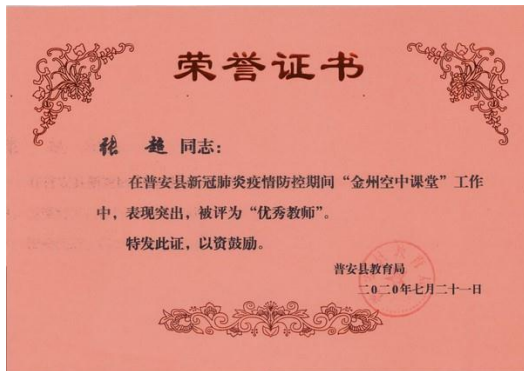 荣誉证书
张 超 同志：
在普安县新冠肺炎疫情防控期间“金州空中课堂”工作
中，表现突出，被评为“优秀教师”。
特发此证，以资鼓励。
普安县教育局
二〇二〇年七月二十一日